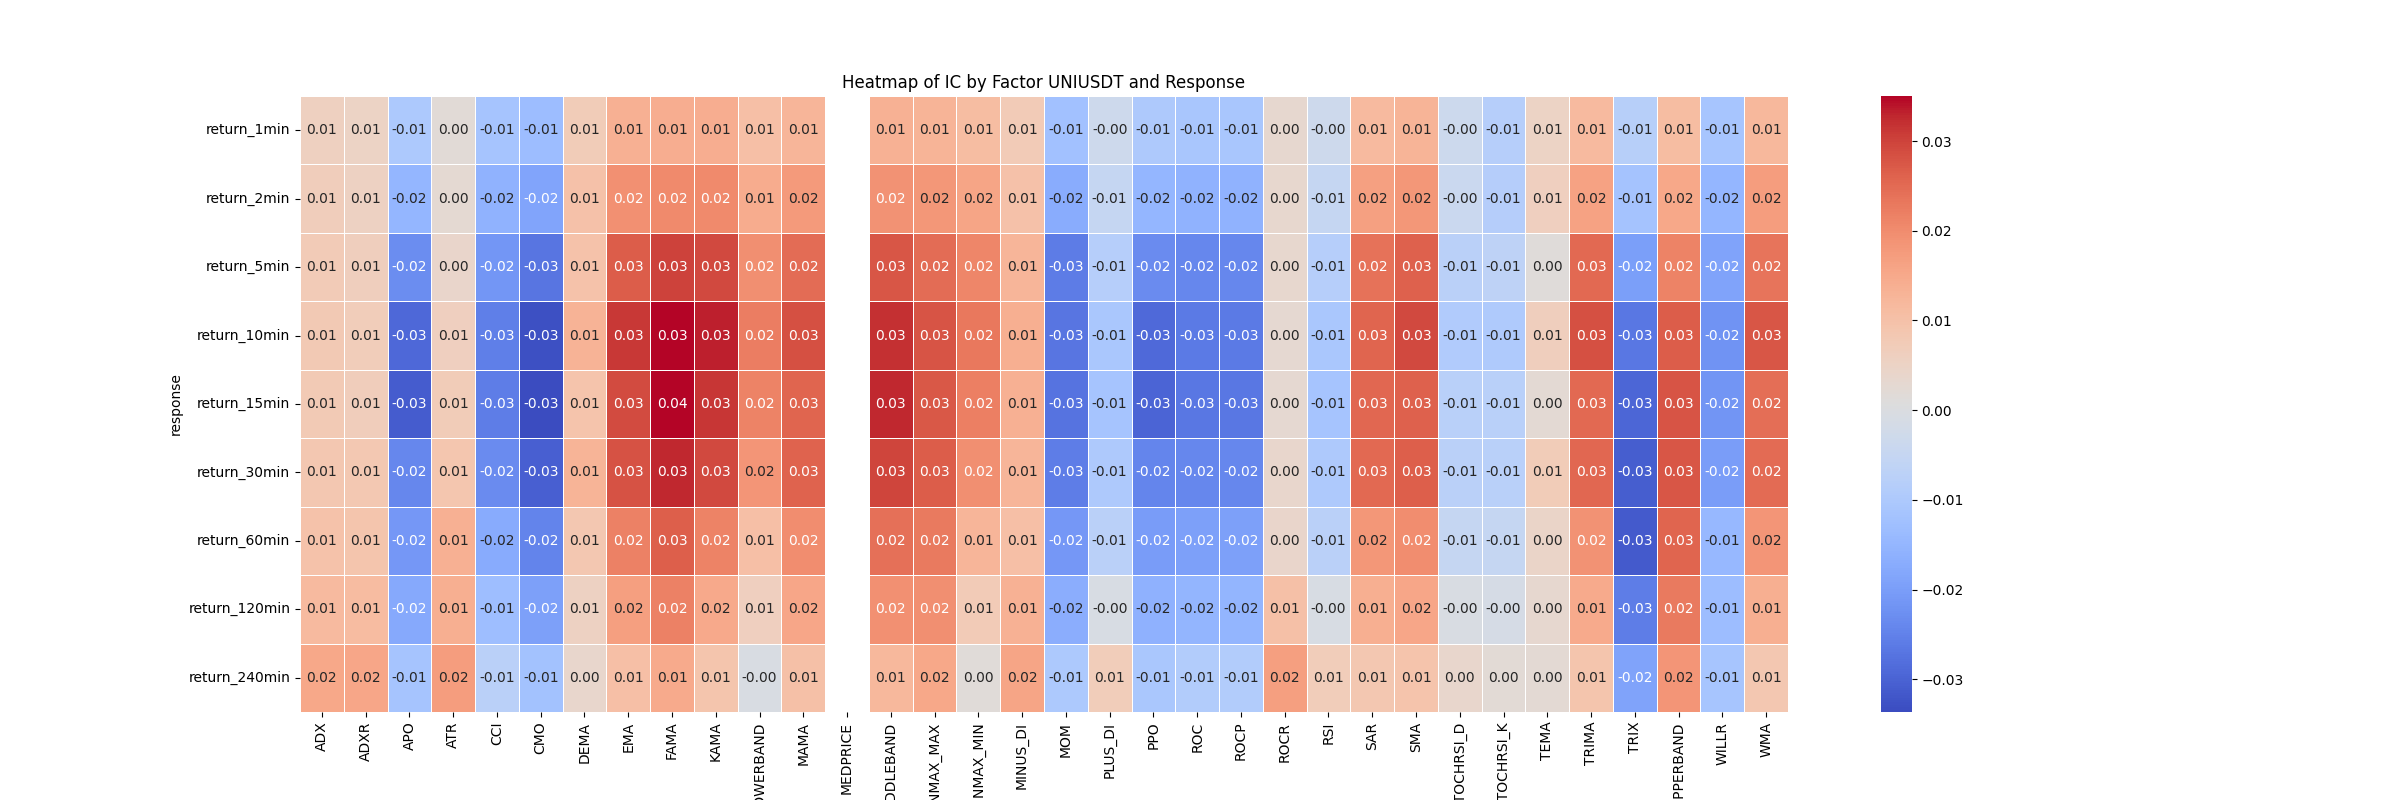 Heatmap of IC by Factor UNIUSDT and Response
response
return_1min 0.01 0.01 -0.01 0.00 -0.01 -0.01 0.01 0.01 0.01 0.01 0.01 0.01 0.01 0.01 0.01 0.01 -0.01 -0.00 -0.01 -0.01 -0.01 0.00 -0.00 0.01 0.01 -0.00 -0.01 0.01 0.01 -0.01 0.01 -0.01 0.01
return_2min 0.01 0.01 -0.02 0.00 -0.02 -0.02 0.01 0.02 0.02 0.02 0.01 0.02 0.02 0.02 0.02 0.01 -0.02 -0.01 -0.02 -0.02 -0.02 0.00 -0.01 0.02 0.02 -0.00 -0.01 0.01 0.02 -0.01 0.02 -0.02 0.02
return_5min 0.01 0.01 -0.02 0.00 -0.02 -0.03 0.01 0.03 0.03 0.03 0.02 0.02 0.03 0.02 0.02 0.01 -0.03 -0.01 -0.02 -0.02 -0.02 0.00 -0.01 0.02 0.03 -0.01 -0.01 0.00 0.03 -0.02 0.02 -0.02 0.02
return_10min 0.01 0.01 -0.03 0.01 -0.03 -0.03 0.01 0.03 0.03 0.03 0.02 0.03 0.03 0.03 0.02 0.01 -0.03 -0.01 -0.03 -0.03 -0.03 0.00 -0.01 0.03 0.03 -0.01 -0.01 0.01 0.03 -0.03 0.03 -0.02 0.03
return_15min 0.01 0.01 -0.03 0.01 -0.03 -0.03 0.01 0.03 0.04 0.03 0.02 0.03 0.03 0.03 0.02 0.01 -0.03 -0.01 -0.03 -0.03 -0.03 0.00 -0.01 0.03 0.03 -0.01 -0.01 0.00 0.03 -0.03 0.03 -0.02 0.02
return_30min 0.01 0.01 -0.02 0.01 -0.02 -0.03 0.01 0.03 0.03 0.03 0.02 0.03 0.03 0.03 0.02 0.01 -0.03 -0.01 -0.02 -0.02 -0.02 0.00 -0.01 0.03 0.03 -0.01 -0.01 0.01 0.03 -0.03 0.03 -0.02 0.02
return_60min 0.01 0.01 -0.02 0.01 -0.02 -0.02 0.01 0.02 0.03 0.02 0.01 0.02 0.02 0.02 0.01 0.01 -0.02 -0.01 -0.02 -0.02 -0.02 0.00 -0.01 0.02 0.02 -0.01 -0.01 0.00 0.02 -0.03 0.03 -0.01 0.02
return_120min 0.01 0.01 -0.02 0.01 -0.01 -0.02 0.01 0.02 0.02 0.02 0.01 0.02 0.02 0.02 0.01 0.01 -0.02 -0.00 -0.02 -0.02 -0.02 0.01 -0.00 0.01 0.02 -0.00 -0.00 0.00 0.01 -0.03 0.02 -0.01 0.01
return_240min 0.02 0.02 -0.01 0.02 -0.01 -0.01 0.00 0.01 0.01 0.01 -0.00 0.01 0.01 0.02 0.00 0.02 -0.01 0.01 -0.01 -0.01 -0.01 0.02 0.01 0.01 0.01 0.00 0.00 0.00 0.01 -0.02 0.02 -0.01 0.01
ADX
ADXR
APO
ATR
CCI
CMO
DEMA
EMA
FAMA
KAMA
OWERBAND
MAMA
MEDPRICE
DDLEBAND
NMAX_MAX
NMAX_MIN
MINUS_DI
MOM
PLUS_DI
PPO
ROC
ROCP
ROCR
RSI
SAR
SMA
TOCHRSI_D
TOCHRSI_K
TEMA
TRIMA
TRIX
PPERBAND
WILLR
WMA
0.03
0.02
0.01
0.00
−0.01
−0.02
−0.03